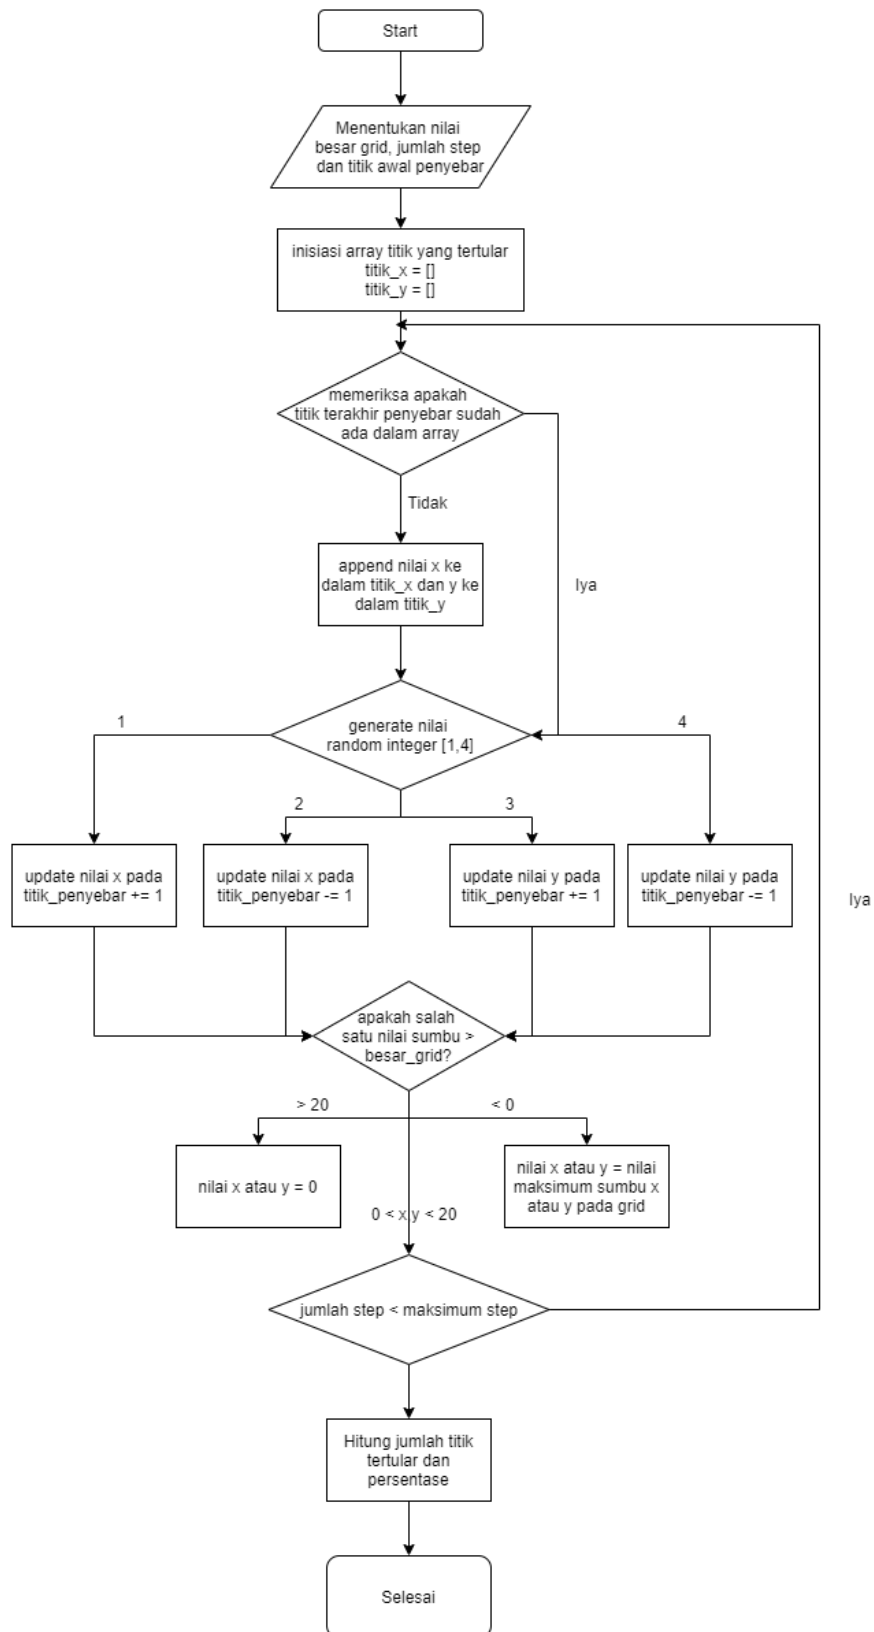 Start
Menentukan nilai
besar grid, jumlah step
dan titik awal penyebar
inisiasi array titik yang tertular
titik_x = []
titik_y = []
memeriksa apakah
titik terakhir penyebar sudah
ada dalam array
Tidak
append nilai x ke
dalam titik_x dan y ke
dalam titik_y
Iya
generate nilai
random integer [1,4]
1
2
3
4
update nilai x pada
titik_penyebar += 1
update nilai x pada
titik_penyebar -= 1
update nilai y pada
titik_penyebar += 1
update nilai y pada
titik_penyebar -= 1
Iya
apakah salah
satu nilai sumbu >
besar_grid?
> 20
< 0
nilai x atau y = 0
nilai x atau y = nilai
maksimum sumbu x
atau y pada grid
0 < x y < 20
jumlah step < maksimum step
Hitung jumlah titik
tertular dan
persentase
Selesai